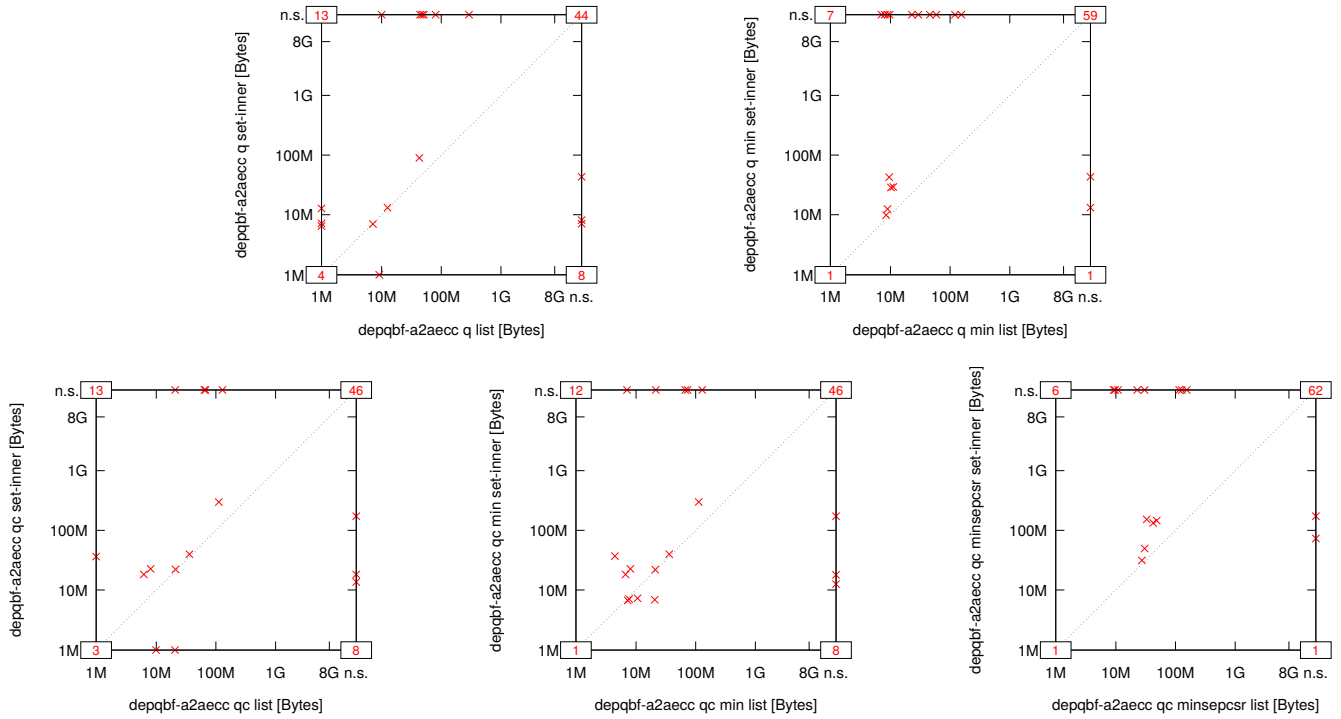 n.s. 13 44
8G
1G
100M
10M
1M 4 8
1M 10M 100M 1G 8G n.s.
depqbf-a2aecc q list [Bytes]
depqbf-a2aecc q set-inner [Bytes]
n.s. 7 59
8G
1G
100M
10M
1M 1 1
1M 10M 100M 1G 8G n.s.
depqbf-a2aecc q min list [Bytes]
depqbf-a2aecc q min set-inner [Bytes]
n.s. 13 46
8G
1G
100M
10M
1M 3 8
1M 10M 100M 1G 8G n.s.
depqbf-a2aecc qc list [Bytes]
depqbf-a2aecc qc set-inner [Bytes]
n.s. 12 46
8G
1G
100M
10M
1M 1 8
1M 10M 100M 1G 8G n.s.
depqbf-a2aecc qc min list [Bytes]
depqbf-a2aecc qc min set-inner [Bytes]
n.s. 6 62
8G
1G
100M
10M
1M 1 1
1M 10M 100M 1G 8G n.s.
depqbf-a2aecc qc minsepcsr list [Bytes]
depqbf-a2aecc qc minsepcsr set-inner [Bytes]